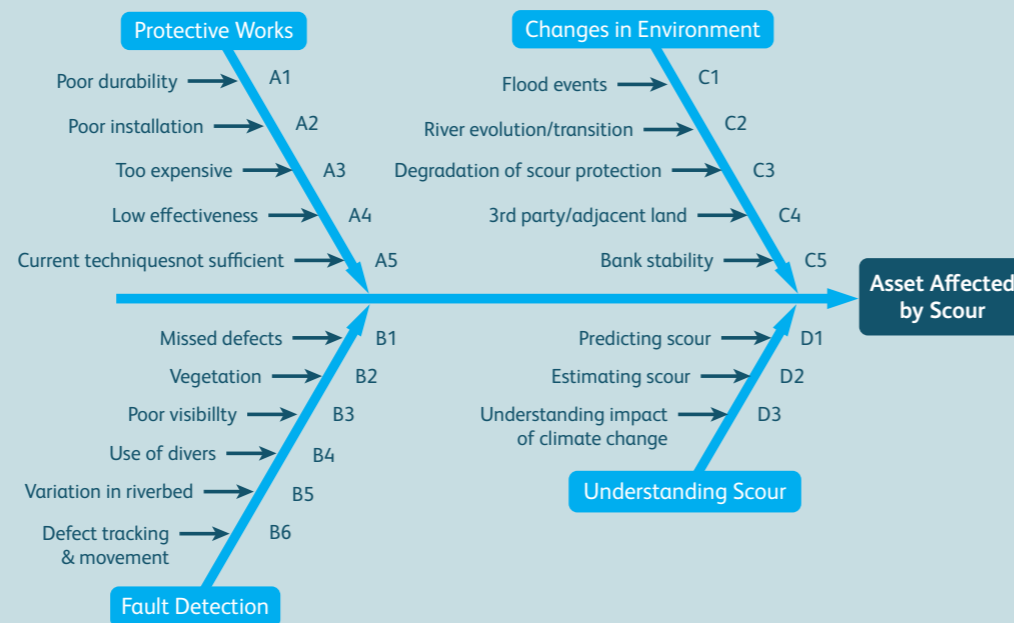 Protective Works
Poor durability
A1
Poor installation
A2
Too expensive
A3
Low effectiveness
A4
Current techniquesnot sufficient
A5
Changes in Environment
Flood events
C1
River evolution/transition
C2
Degradation of scour protection
C3
3rd party/adjacent land
C4
Bank stability
C5
Asset Affected
by Scour
Missed defects
B1
Vegetation
B2
Poor visibillty
B3
Use of divers
B4
Variation in riverbed
B5
Defect tracking
& movement
B6
Fault Detection
Predicting scour
D1
Estimating scour
D2
Understanding impact
of climate change
D3
Understanding Scour